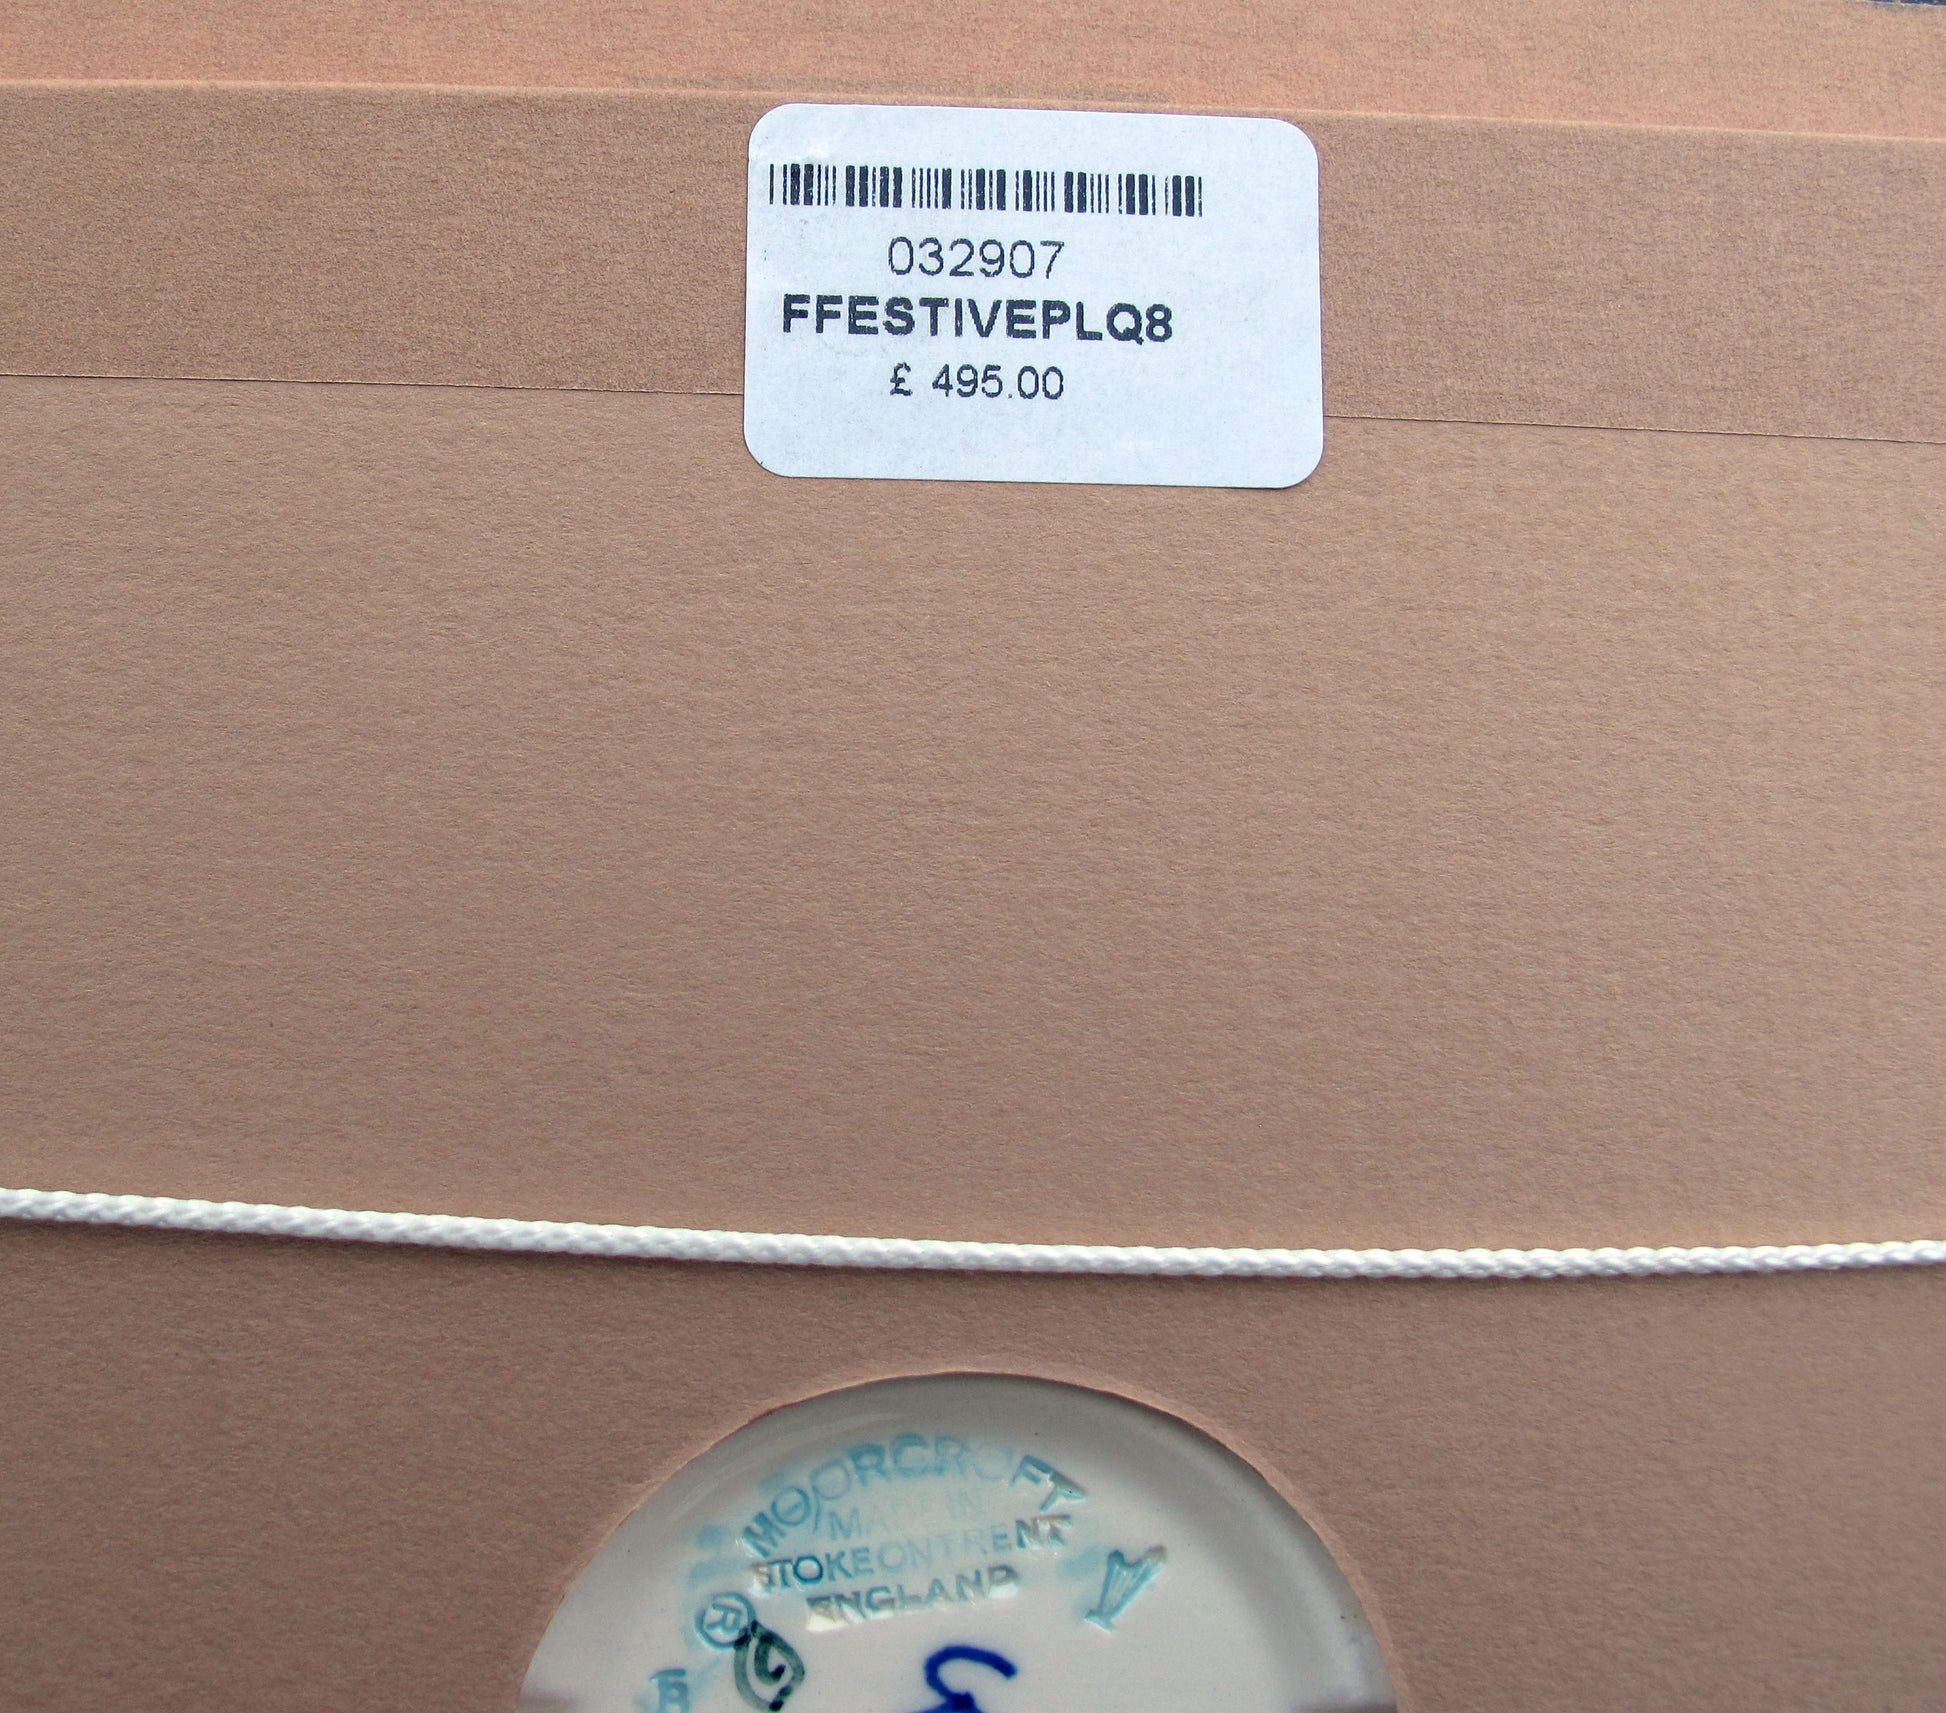 032907
FFESTIVEPLQ8
£ 495.00
MOORCROFT
MADE IN
STOKE ON TRENT
ENGLAND
®